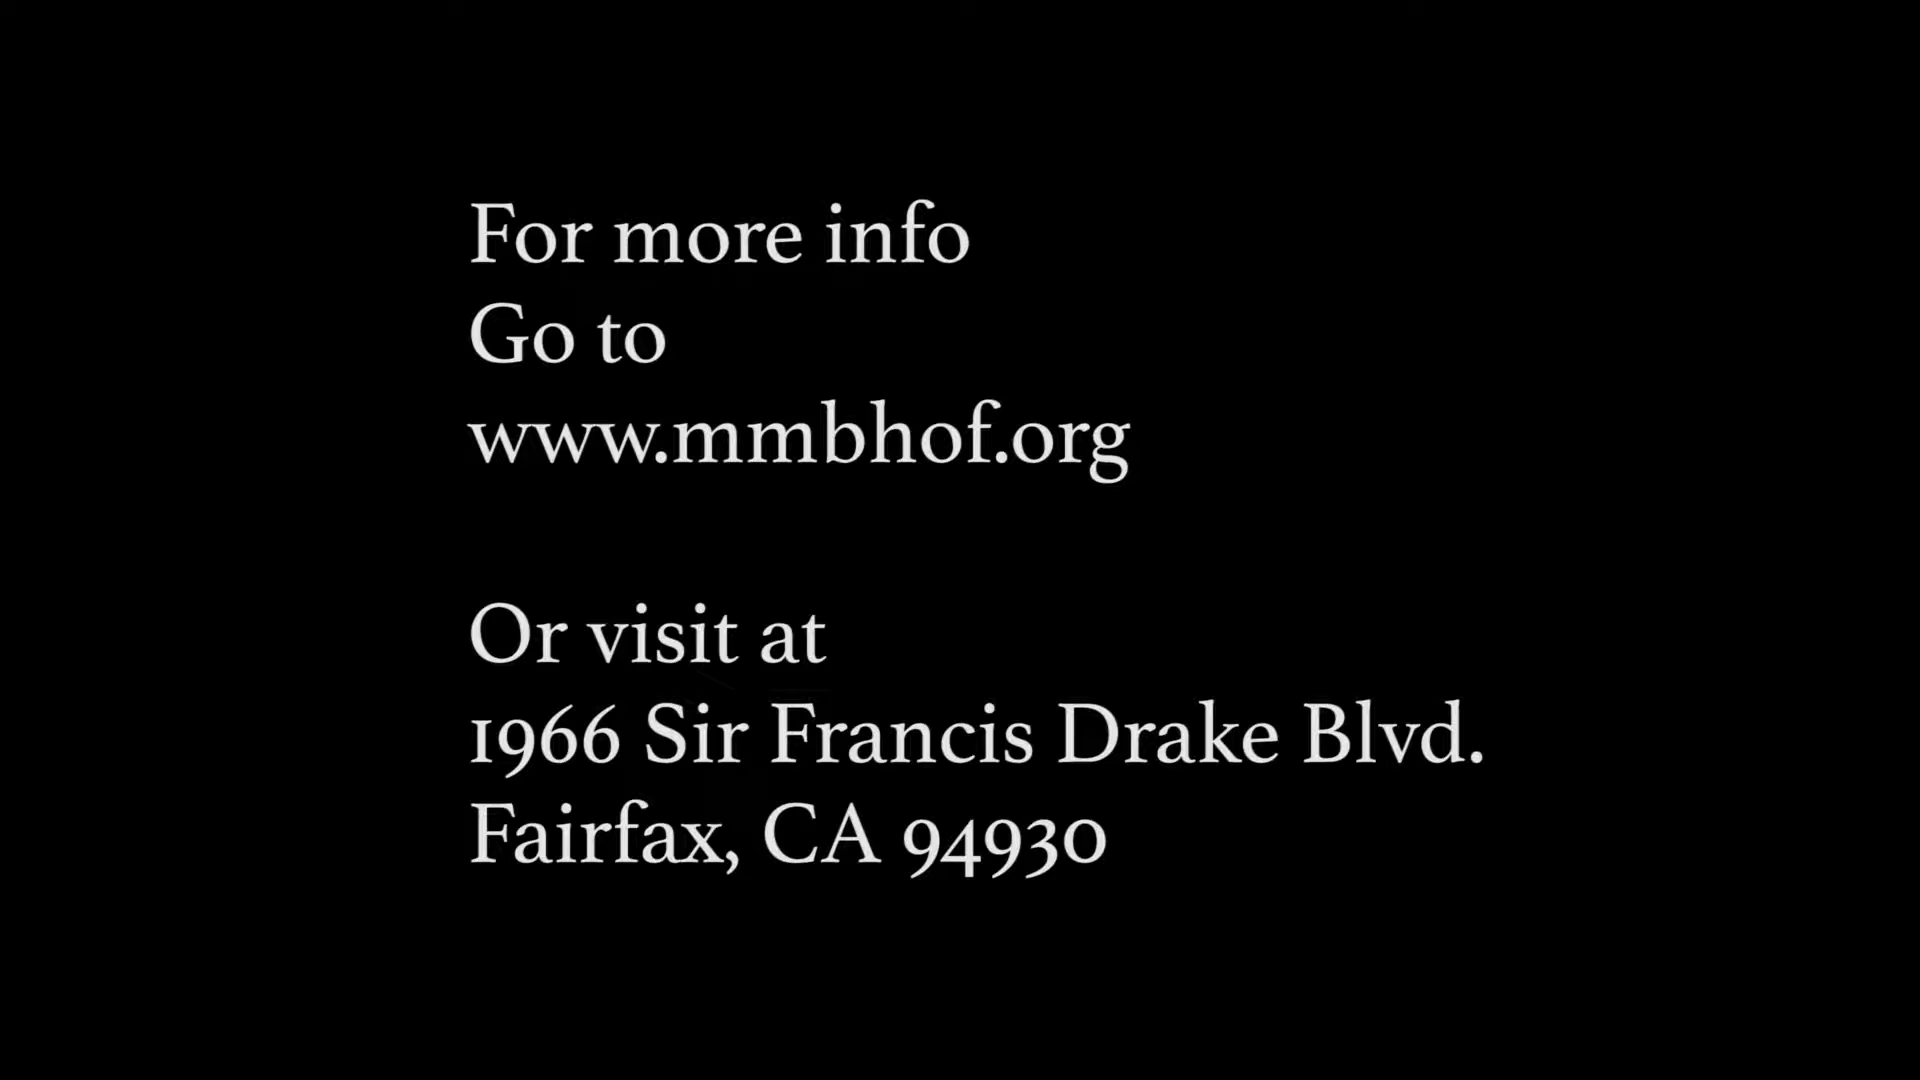 For more info
Go to
www.mmbhof.org
Or visit at
1966 Sir Francis Drake Blvd.
Fairfax, CA 94930